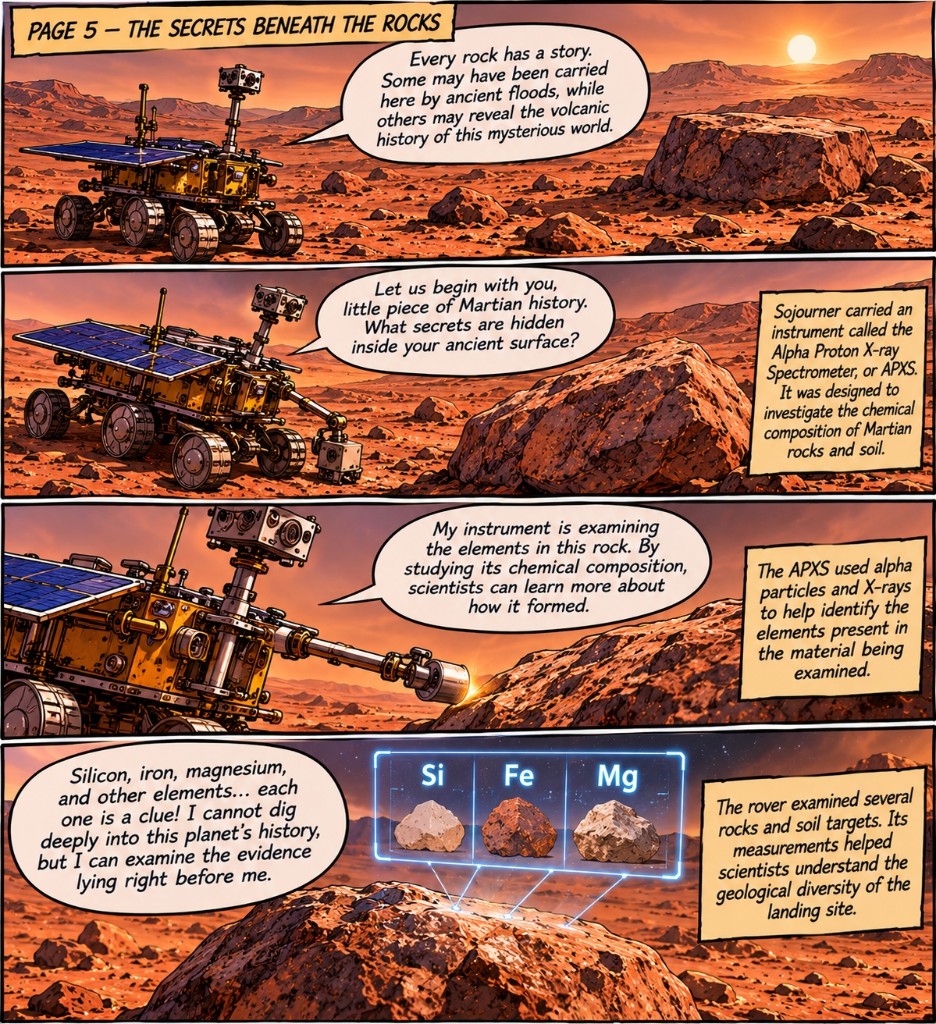 PAGE 5 – THE SECRETS BENEATH THE ROCKS
Every rock has a story.
Some may have been carried
here by ancient floods, while
others may reveal the volcanic
history of this mysterious world.
Let us begin with you,
little piece of Martian history.
What secrets are hidden
inside your ancient surface?
Sojourner carried an
instrument called the
Alpha Proton X-ray
Spectrometer, or APXS.
It was designed to
investigate the chemical
composition of Martian
rocks and soil.
My instrument is examining
the elements in this rock. By
studying its chemical composition,
scientists can learn more about
how it formed.
The APXS used alpha
particles and X-rays
to help identify the
elements present in
the material being
examined.
Silicon, iron, magnesium,
and other elements... each
one is a clue! I cannot dig
deeply into this planet's history,
but I can examine the evidence
lying right before me.
Si Fe Mg
The rover examined several
rocks and soil targets. Its
measurements helped
scientists understand the
geological diversity of the
landing site.